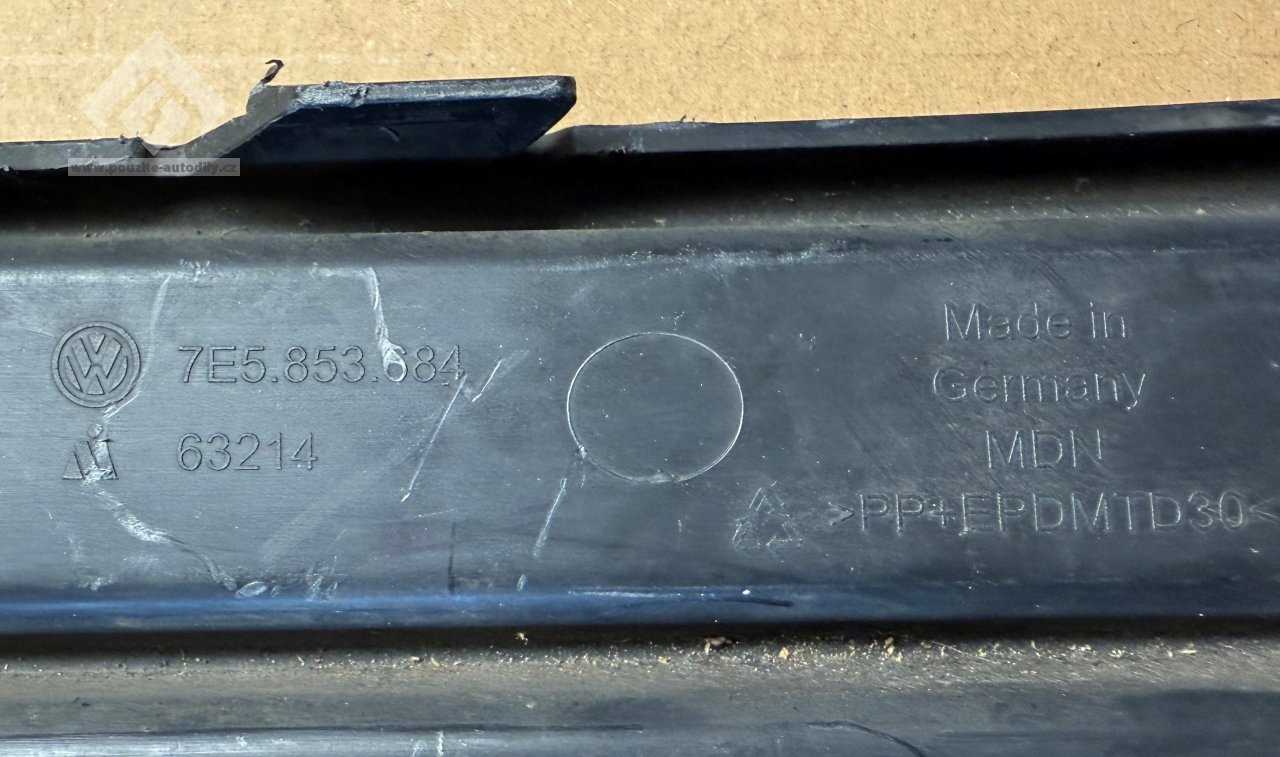 www.pouzite-autodily.cz
7E5.853.684
63214
Made in
Germany
MDN
>PP+EPDMTD30<